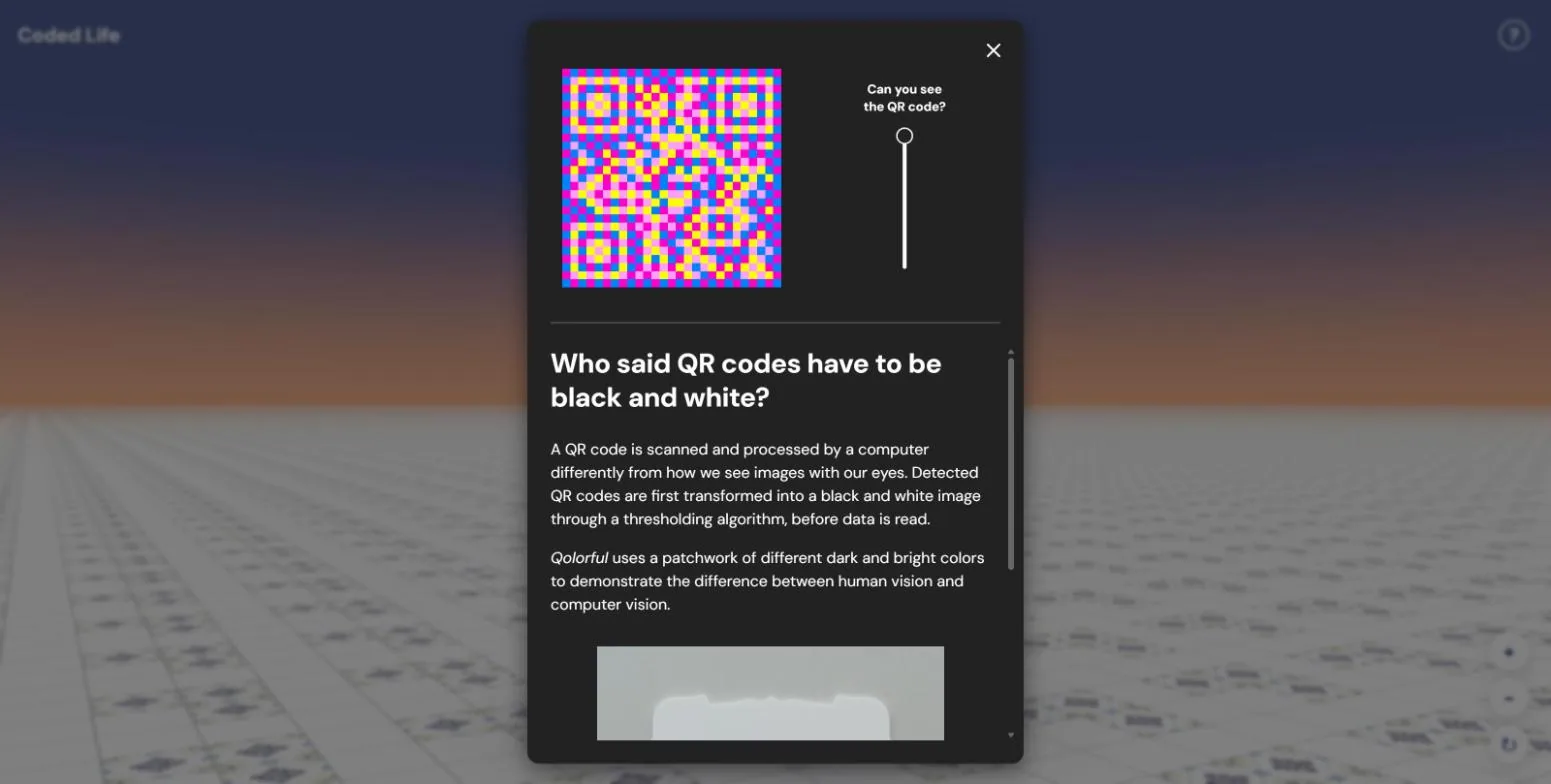 Coded Life
?
Can you see
the QR code?
Who said QR codes have to be
black and white?
A QR code is scanned and processed by a computer
differently from how we see images with our eyes. Detected
QR codes are first transformed into a black and white image
through a thresholding algorithm, before data is read.
Qolorful uses a patchwork of different dark and bright colors
to demonstrate the difference between human vision and
computer vision.